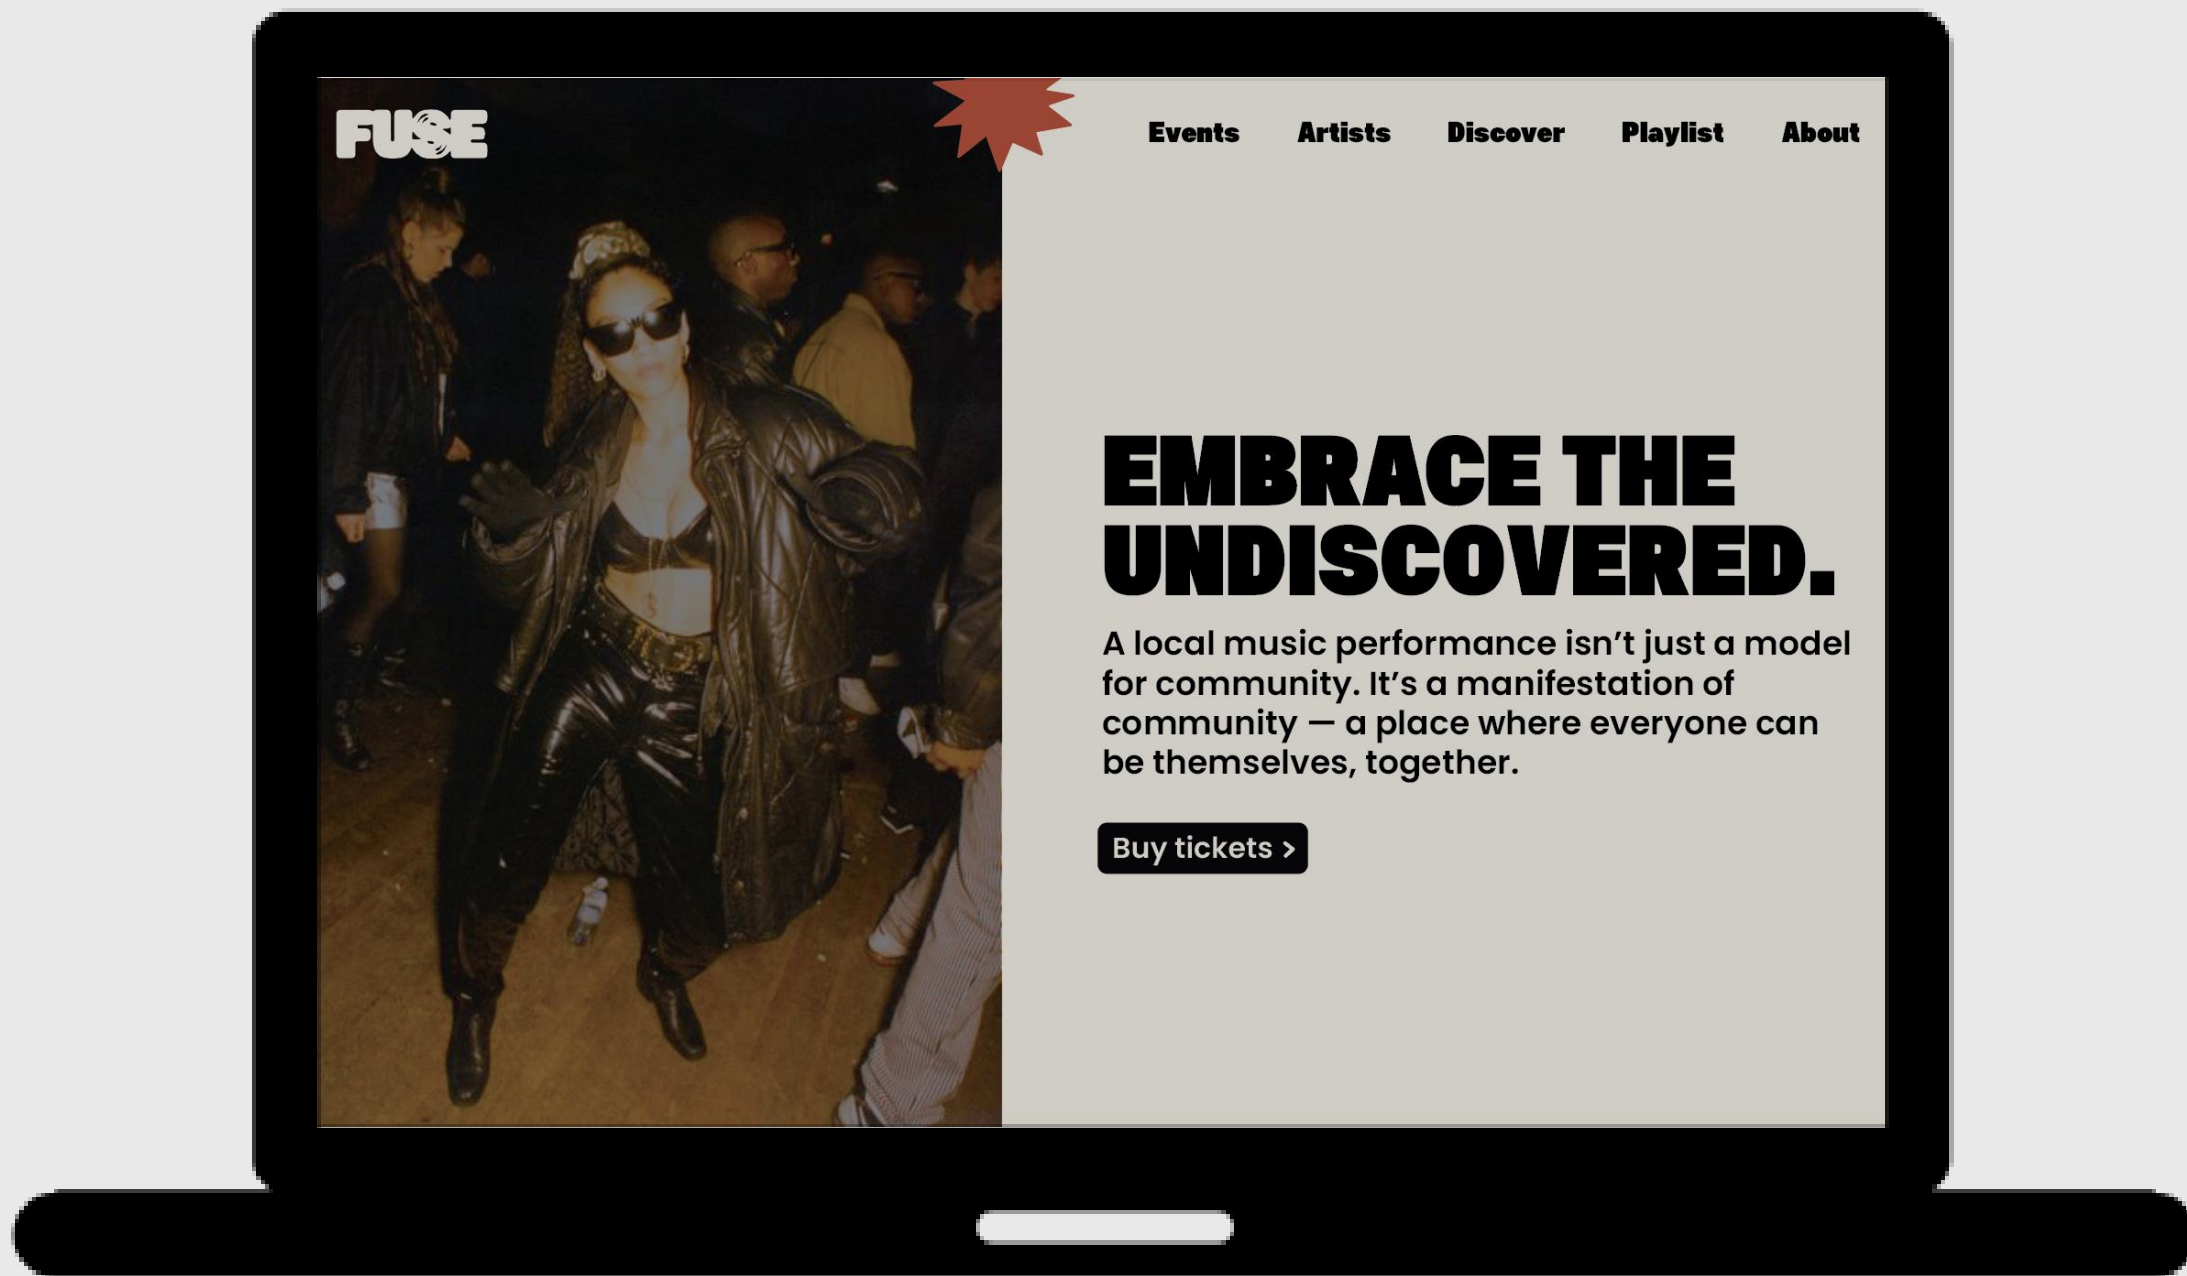 FUSE
Events Artists Discover Playlist About
EMBRACE THE
UNDISCOVERED.
A local music performance isn’t just a model
for community. It’s a manifestation of
community — a place where everyone can
be themselves, together.
Buy tickets >